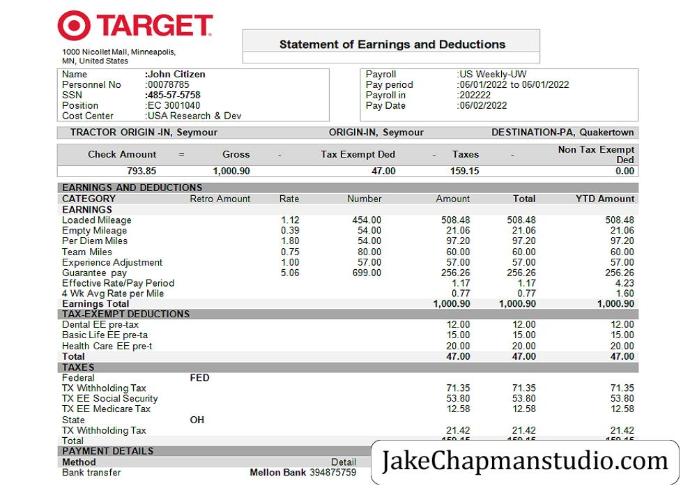 TARGET.
Statement of Earnings and Deductions
1000 Nicollet Mall, Minneapolis,
MN, United States
Name :John Citizen
Personnel No :00078785
SSN :485-57-5758
Position :EC 3001040
Cost Center :USA Research & Dev
Payroll :US Weekly-UW
Pay period :06/01/2022 to 06/01/2022
Payroll in :202222
Pay Date :06/02/2022
TRACTOR ORIGIN -IN, Seymour ORIGIN-IN, Seymour DESTINATION-PA, Quakertown
Check Amount = Gross - Tax Exempt Ded - Taxes - Non Tax Exempt
Ded
793.85 1,000.90 47.00 159.15 0.00
EARNINGS AND DEDUCTIONS
CATEGORY Retro Amount Rate Number Amount Total YTD Amount
EARNINGS
Loaded Mileage 1.12 454.00 508.48 508.48 508.48
Empty Mileage 0.39 54.00 21.06 21.06 21.06
Per Diem Miles 1.80 54.00 97.20 97.20 97.20
Team Miles 0.75 80.00 60.00 60.00 60.00
Experience Adjustment 1.00 57.00 57.00 57.00 57.00
Guarantee pay 5.06 699.00 256.26 256.26 256.26
Effective Rate/Pay Period 1.17 1.17 4.23
4 Wk Avg Rate per Mile 0.77 0.77 1.60
Earnings Total 1,000.90 1,000.90 1,000.90
TAX-EXEMPT DEDUCTIONS
Dental EE pre-tax 12.00 12.00 12.00
Basic Life EE pre-ta 15.00 15.00 15.00
Health Care EE pre-t 20.00 20.00 20.00
Total 47.00 47.00 47.00
TAXES
Federal FED
TX Withholding Tax 71.35 71.35 71.35
TX EE Social Security 53.80 53.80 53.80
TX EE Medicare Tax 12.58 12.58 12.58
State OH
TX Withholding Tax 21.42 21.42 21.42
Total
PAYMENT DETAILS
Method Detail
Bank transfer Mellon Bank 394875759
JakeChapmanstudio.com